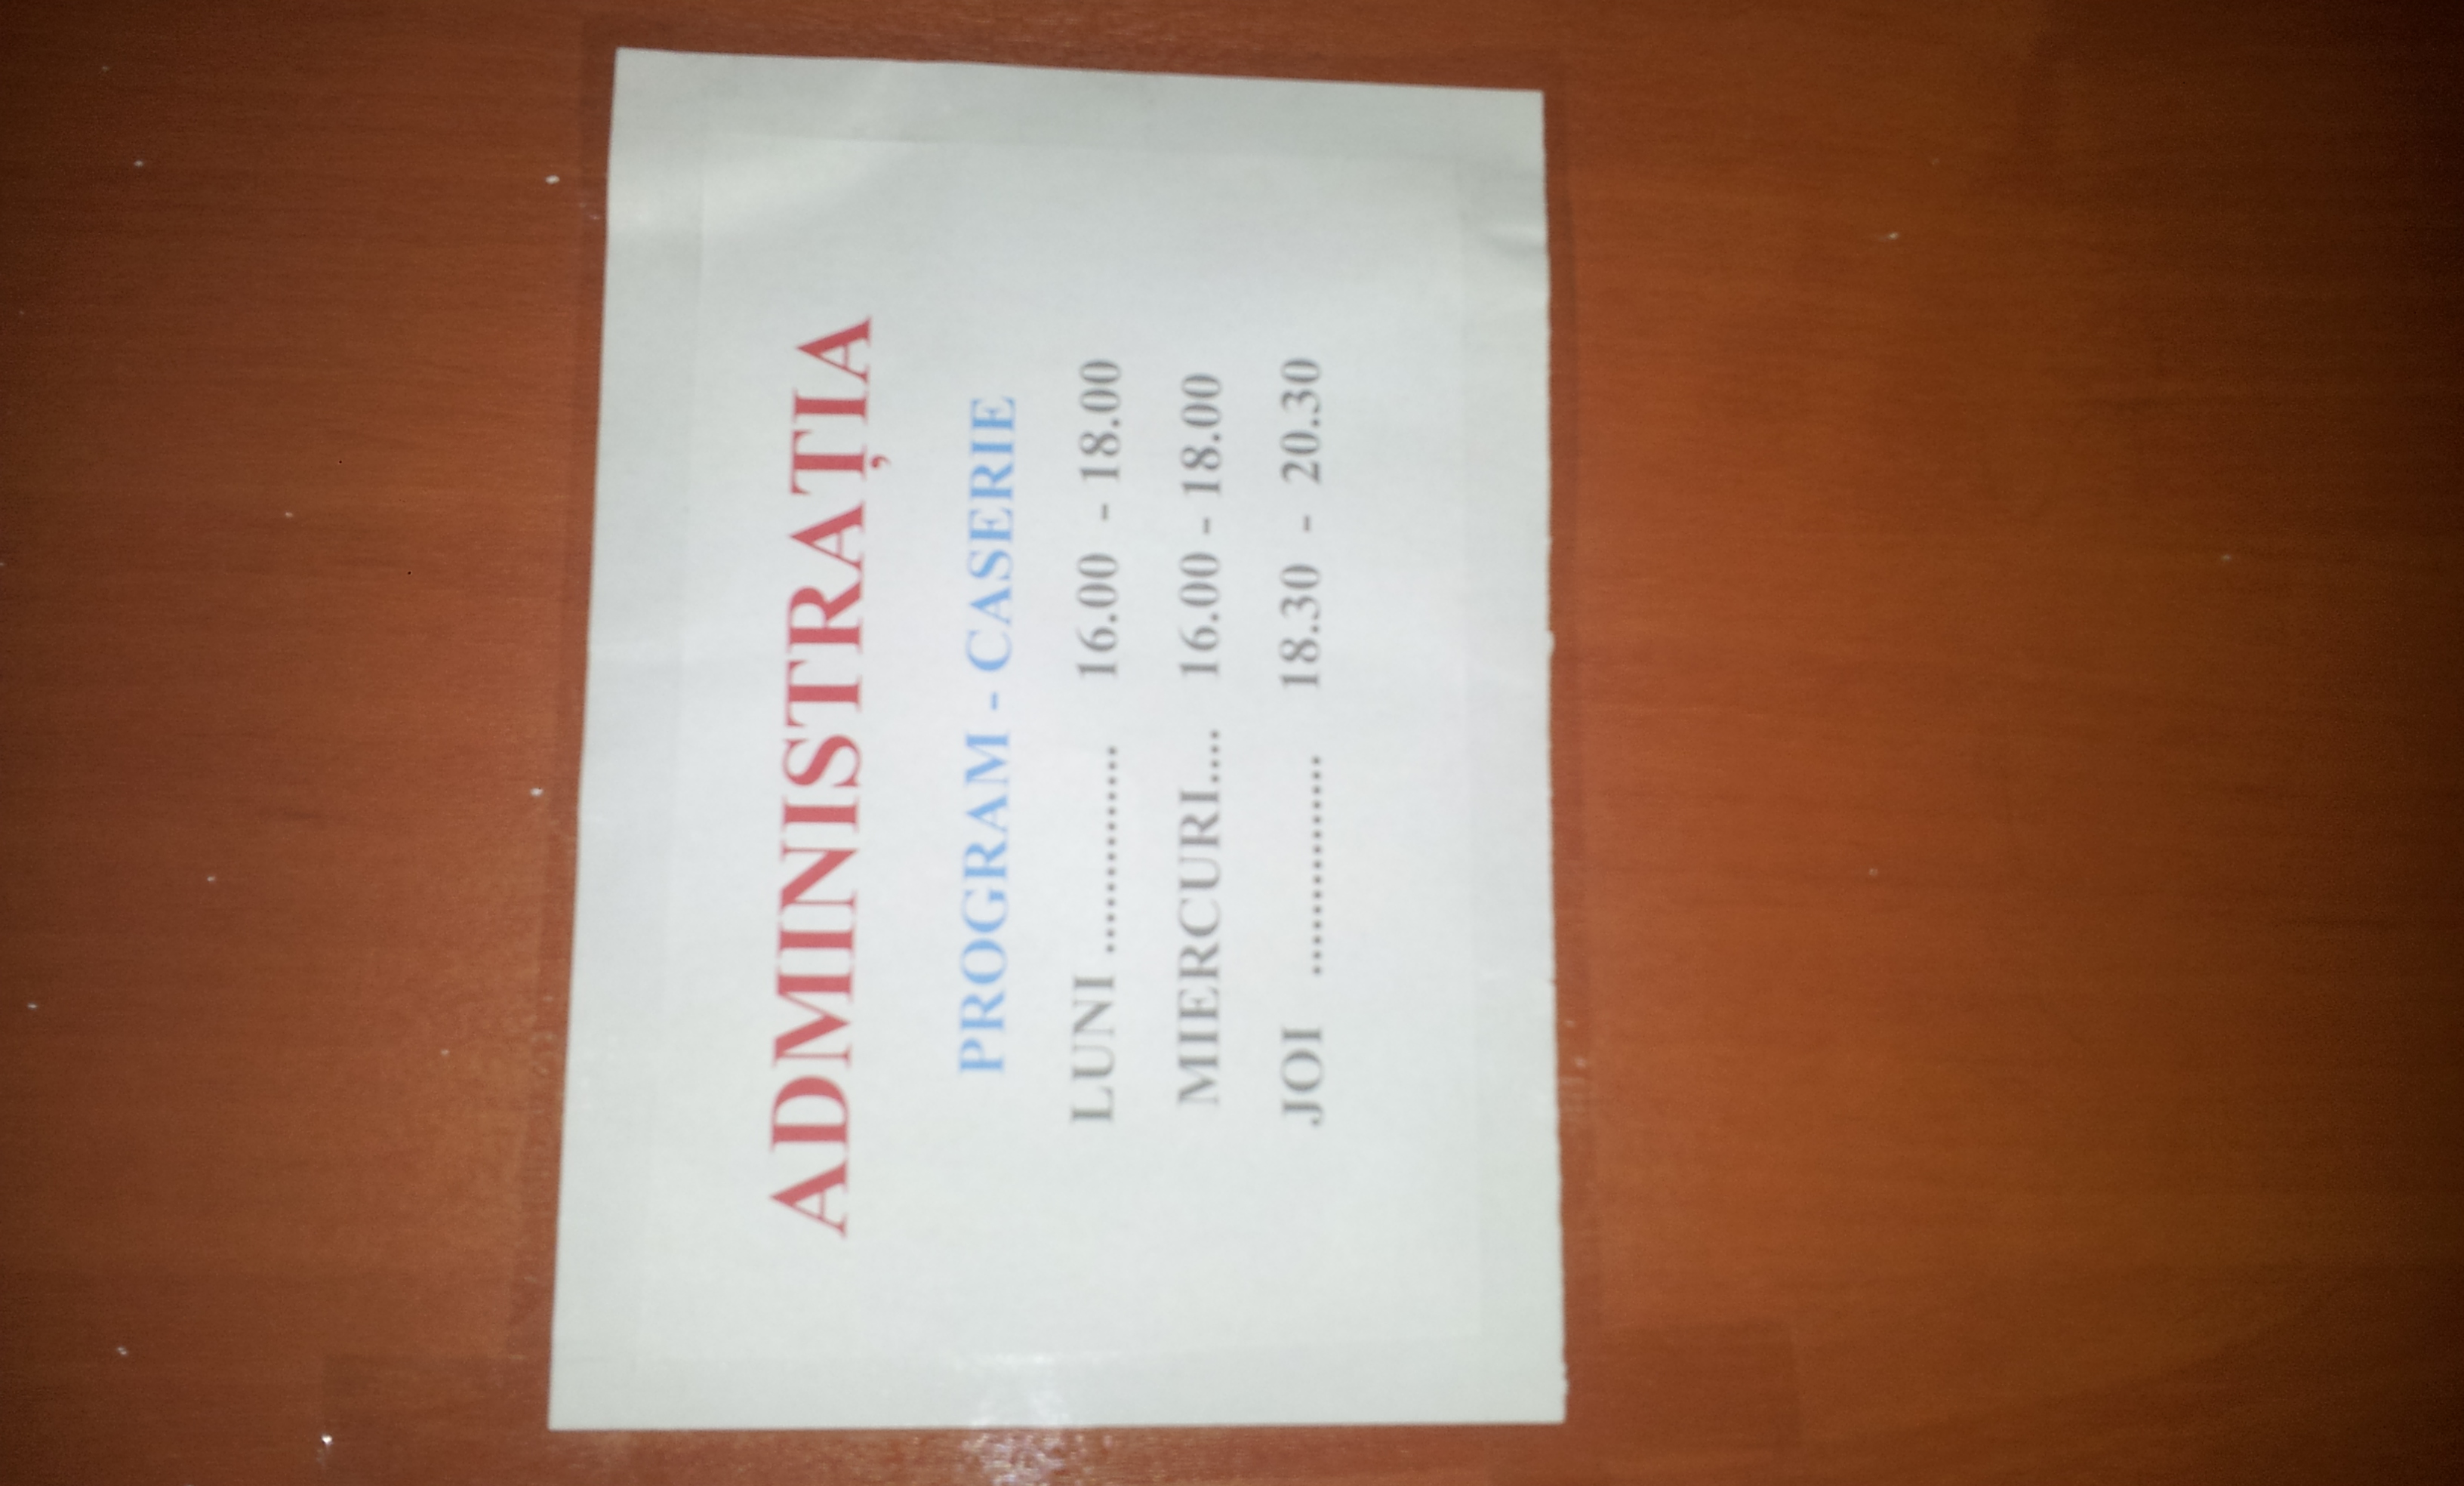 ADMINISTRAȚIA
PROGRAM - CASERIE
LUNI .............. 16.00 - 18.00
MIERCURI.... 16.00 - 18.00
JOI ............... 18.30 - 20.30